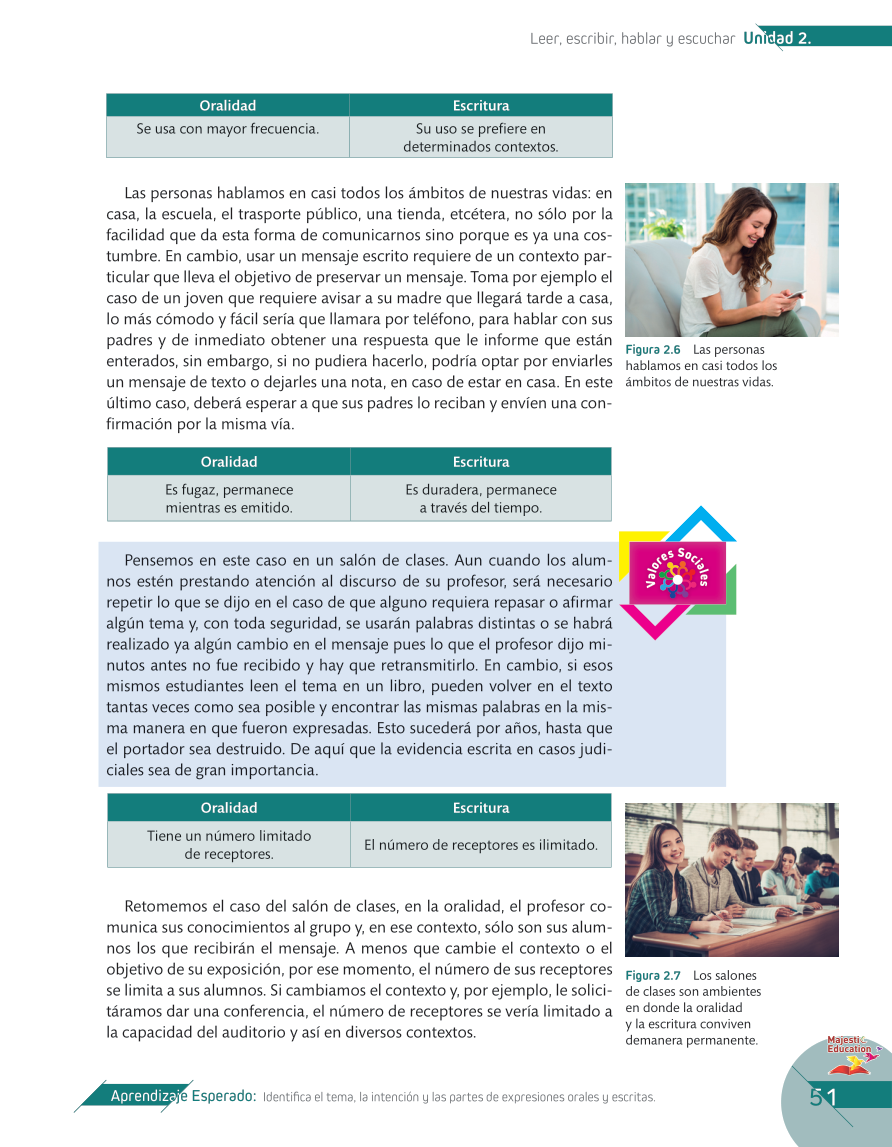 Leer, escribir, hablar y escuchar Unidad 2.
Oralidad Escritura
Se usa con mayor frecuencia. Su uso se prefiere en
determinados contextos.
Las personas hablamos en casi todos los ámbitos de nuestras vidas: en
casa, la escuela, el trasporte público, una tienda, etcétera, no sólo por la
facilidad que da esta forma de comunicarnos sino porque es ya una cos-
tumbre. En cambio, usar un mensaje escrito requiere de un contexto par-
ticular que lleva el objetivo de preservar un mensaje. Toma por ejemplo el
caso de un joven que requiere avisar a su madre que llegará tarde a casa,
lo más cómodo y fácil sería que llamara por teléfono, para hablar con sus
padres y de inmediato obtener una respuesta que le informe que están
enterados, sin embargo, si no pudiera hacerlo, podría optar por enviarles
un mensaje de texto o dejarles una nota, en caso de estar en casa. En este
último caso, deberá esperar a que sus padres lo reciban y envíen una con-
firmación por la misma vía.
Figura 2.6 Las personas
hablamos en casi todos los
ámbitos de nuestras vidas.
Oralidad Escritura
Es fugaz, permanece
mientras es emitido.
Es duradera, permanece
a través del tiempo.
Pensemos en este caso en un salón de clases. Aun cuando los alum-
nos estén prestando atención al discurso de su profesor, será necesario
repetir lo que se dijo en el caso de que alguno requiera repasar o afirmar
algún tema y, con toda seguridad, se usarán palabras distintas o se habrá
realizado ya algún cambio en el mensaje pues lo que el profesor dijo mi-
nutos antes no fue recibido y hay que retransmitirlo. En cambio, si esos
mismos estudiantes leen el tema en un libro, pueden volver en el texto
tantas veces como sea posible y encontrar las mismas palabras en la mis-
ma manera en que fueron expresadas. Esto sucederá por años, hasta que
el portador sea destruido. De aquí que la evidencia escrita en casos judi-
ciales sea de gran importancia.
Valores Sociales
Oralidad Escritura
Tiene un número limitado
de receptores.
El número de receptores es ilimitado.
Retomemos el caso del salón de clases, en la oralidad, el profesor co-
munica sus conocimientos al grupo y, en ese contexto, sólo son sus alum-
nos los que recibirán el mensaje. A menos que cambie el contexto o el
objetivo de su exposición, por ese momento, el número de sus receptores
se limita a sus alumnos. Si cambiamos el contexto y, por ejemplo, le solici-
táramos dar una conferencia, el número de receptores se vería limitado a
la capacidad del auditorio y así en diversos contextos.
Figura 2.7 Los salones
de clases son ambientes
en donde la oralidad
y la escritura conviven
demanera permanente.
Majestic
Education
Aprendizaje Esperado: Identifica el tema, la intención y las partes de expresiones orales y escritas.
51